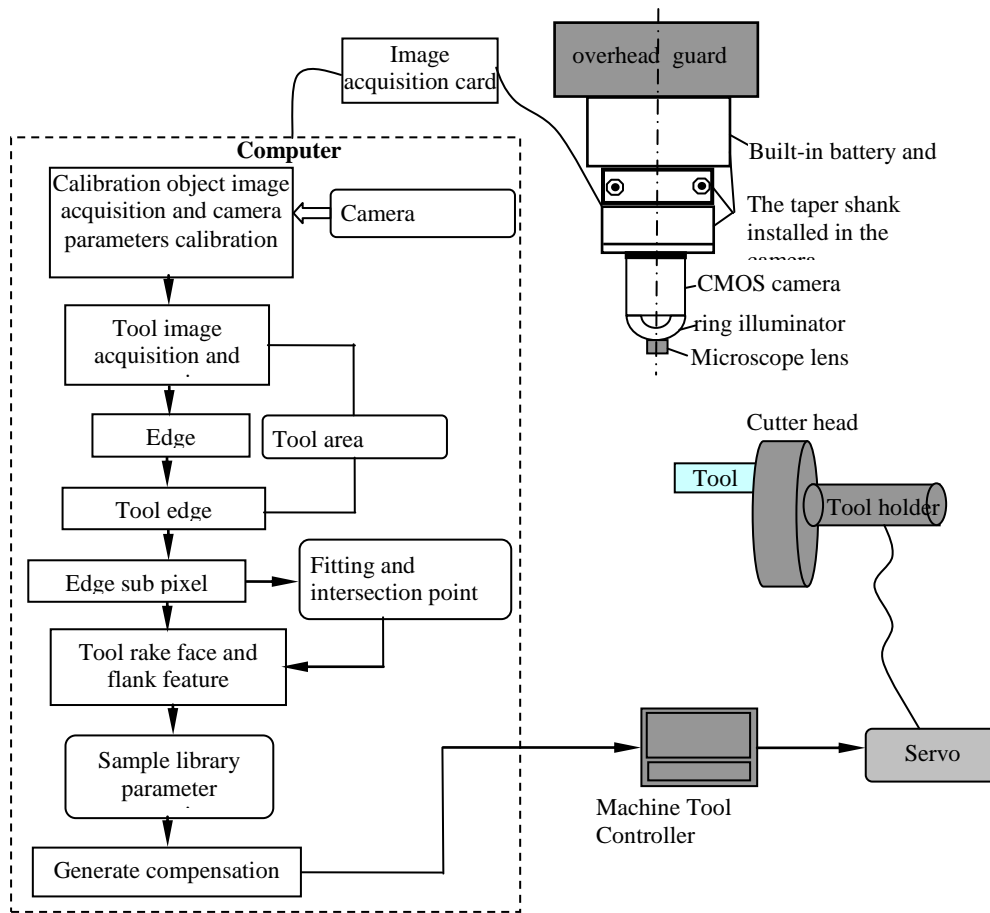 Image
acquisition card
overhead guard
Built-in battery and
The taper shank
installed in the
camera
CMOS camera
ring illuminator
Microscope lens
Computer
Calibration object image
acquisition and camera
parameters calibration
Camera
Tool image
acquisition and
Edge
Tool area
Tool edge
Edge sub pixel
Fitting and
intersection point
Tool rake face and
flank feature
Sample library
parameter
Generate compensation
Cutter head
Tool
Tool holder
Machine Tool
Controller
Servo